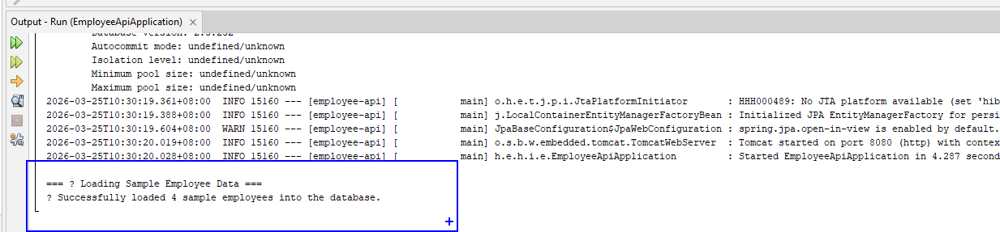 Output - Run (EmployeeApiApplication) ×
Autocommit mode: undefined/unknown
Isolation level: undefined/unknown
Minimum pool size: undefined/unknown
Maximum pool size: undefined/unknown
2026-03-25T10:30:19.361+08:00  INFO 15160 --- [employee-api] [           main] o.h.e.t.j.p.i.JtaPlatformInitiator       : HHH000489: No JTA platform available (set 'hib
2026-03-25T10:30:19.388+08:00  INFO 15160 --- [employee-api] [           main] j.LocalContainerEntityManagerFactoryBean : Initialized JPA EntityManagerFactory for persi
2026-03-25T10:30:19.604+08:00  WARN 15160 --- [employee-api] [           main] JpaBaseConfiguration$JpaWebConfiguration : spring.jpa.open-in-view is enabled by default.
2026-03-25T10:30:20.019+08:00  INFO 15160 --- [employee-api] [           main] o.s.b.w.embedded.tomcat.TomcatWebServer  : Tomcat started on port 8080 (http) with contex
2026-03-25T10:30:20.028+08:00  INFO 15160 --- [employee-api] [           main] h.e.h.i.e.EmployeeApiApplication         : Started EmployeeApiApplication in 4.287 second
=== ? Loading Sample Employee Data ===
? Successfully loaded 4 sample employees into the database.